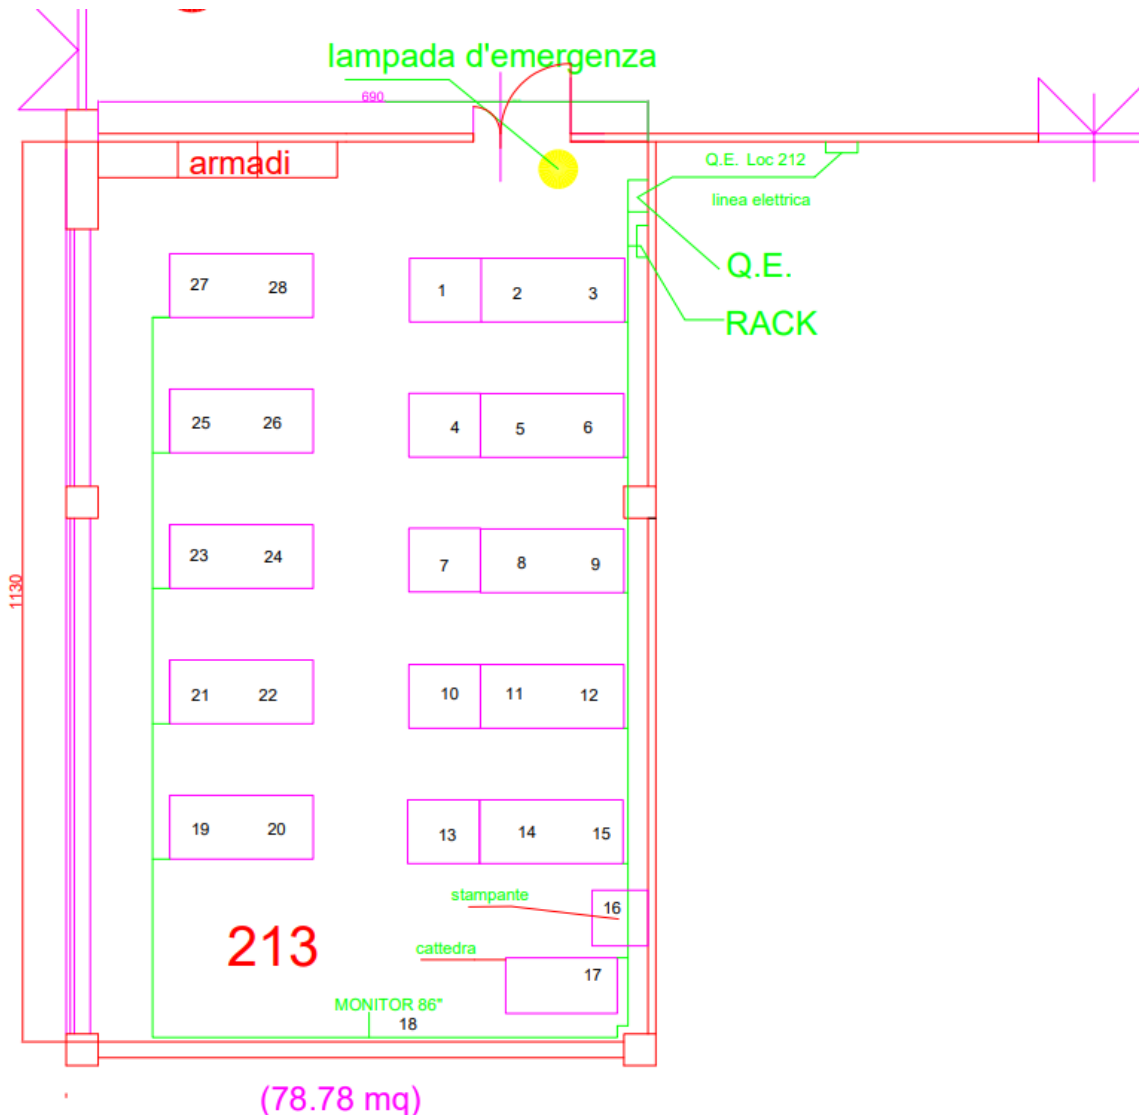 lampada d'emergenza
690
armadi
Q.E. Loc 212
linea elettrica
Q.E.
RACK
27 28 1 2 3
25 26 4 5 6
23 24 7 8 9
1130
21 22 10 11 12
19 20 13 14 15
stampante
16
213
cattedra
17
MONITOR 86"
18
(78.78 mq)